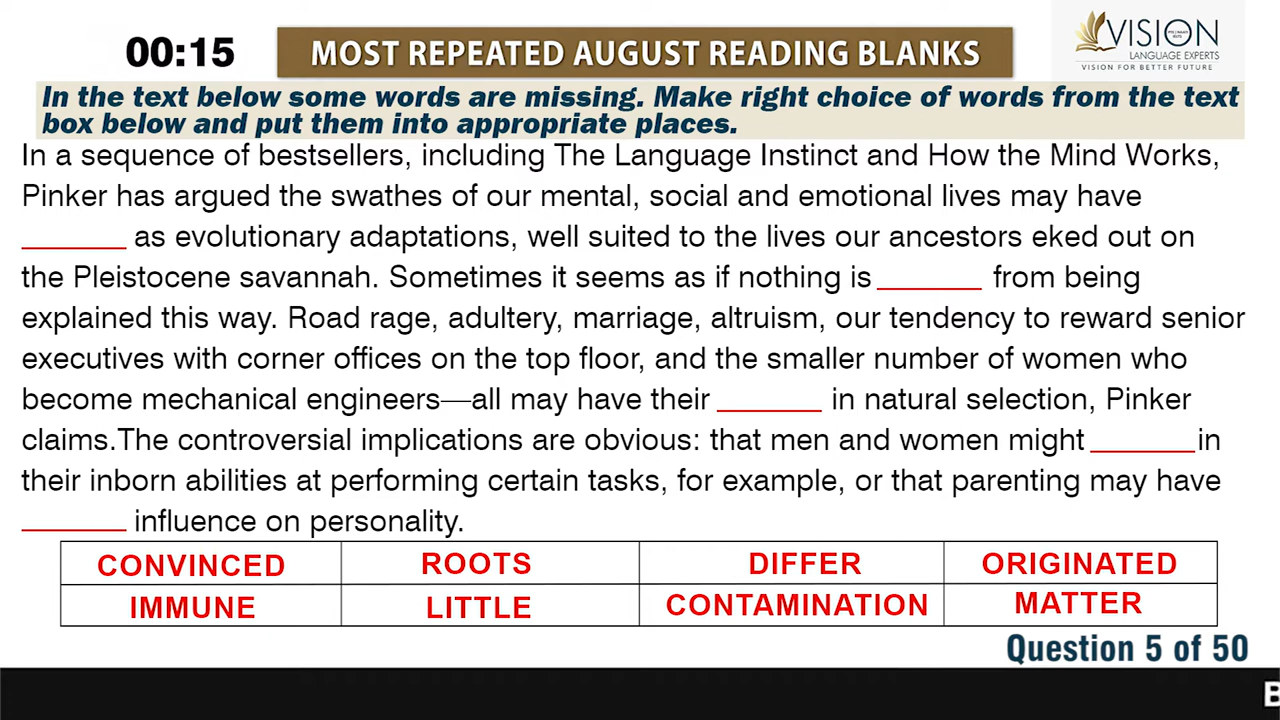 00:15
MOST REPEATED AUGUST READING BLANKS
VISION
LANGUAGE EXPERTS
VISION FOR BETTER FUTURE
In the text below some words are missing. Make right choice of words from the text
box below and put them into appropriate places.
In a sequence of bestsellers, including The Language Instinct and How the Mind Works,
Pinker has argued the swathes of our mental, social and emotional lives may have
_______ as evolutionary adaptations, well suited to the lives our ancestors eked out on
the Pleistocene savannah. Sometimes it seems as if nothing is _______ from being
explained this way. Road rage, adultery, marriage, altruism, our tendency to reward senior
executives with corner offices on the top floor, and the smaller number of women who
become mechanical engineers—all may have their _______ in natural selection, Pinker
claims.The controversial implications are obvious: that men and women might _______in
their inborn abilities at performing certain tasks, for example, or that parenting may have
_______ influence on personality.
CONVINCED ROOTS DIFFER ORIGINATED
IMMUNE LITTLE CONTAMINATION MATTER
Question 5 of 50